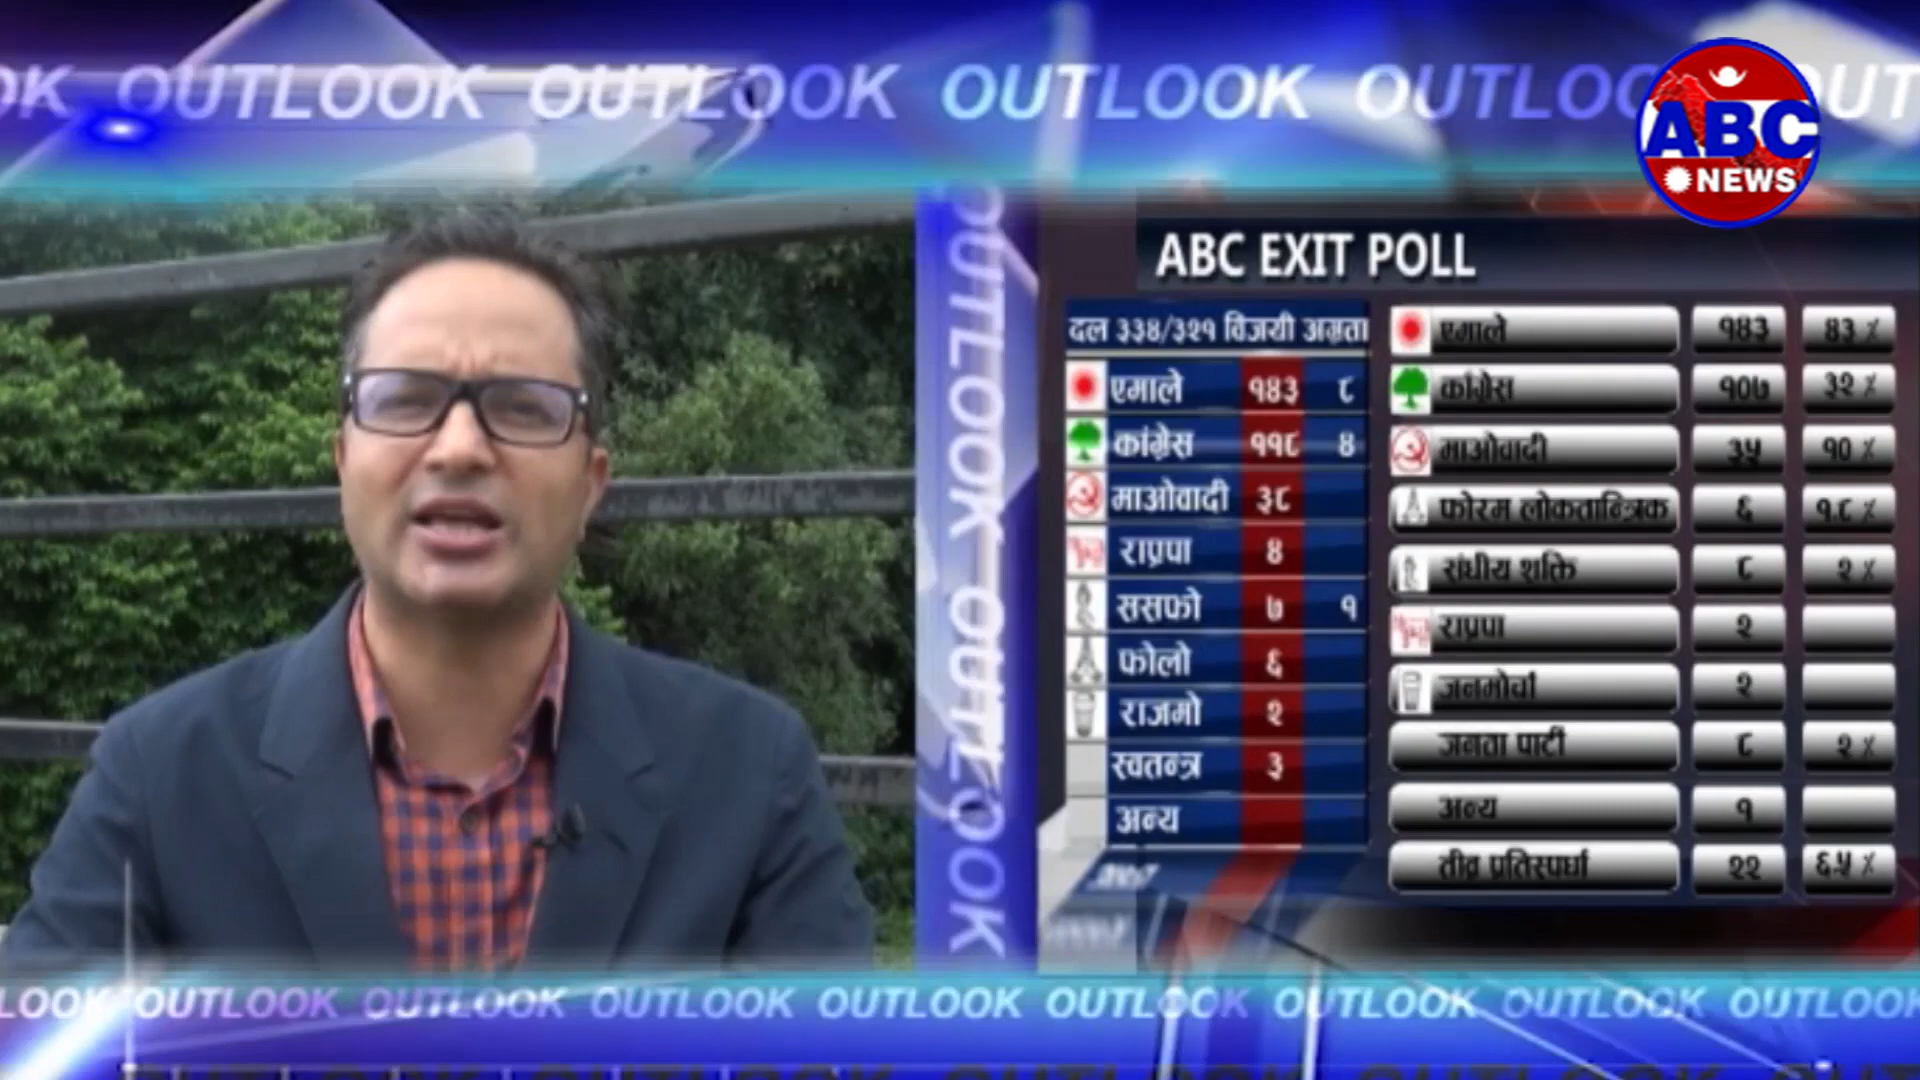 OUTLOOK OUTLOOK OUTLOOK
ABC
NEWS
ABC EXIT POLL
दल ३३४/३२१ विजयी अग्रता
एमाले १४३ ८
कांग्रेस ११८ ४
माओवादी ३८
राप्रपा ४
ससफो ७ १
फोलो ६
राजमो २
स्वतन्त्र ३
अन्य
एमाले १४३ ४३ %
कांग्रेस १०७ ३२ %
माओवादी ३५ १० %
फोरम लोकतान्त्रिक ६ १.८ %
संघीय शक्ति ८ २ %
राप्रपा २
जनमोर्चा २
जनता पार्टी ८ २ %
अन्य १
तीव्र प्रतिस्पर्धा २२ ६.५ %
OUTLOOK OUTLOOK
OUTLOOK OUTLOOK OUTLOOK OUTLOOK OUTLOOK OUTLOOK OUTLOOK